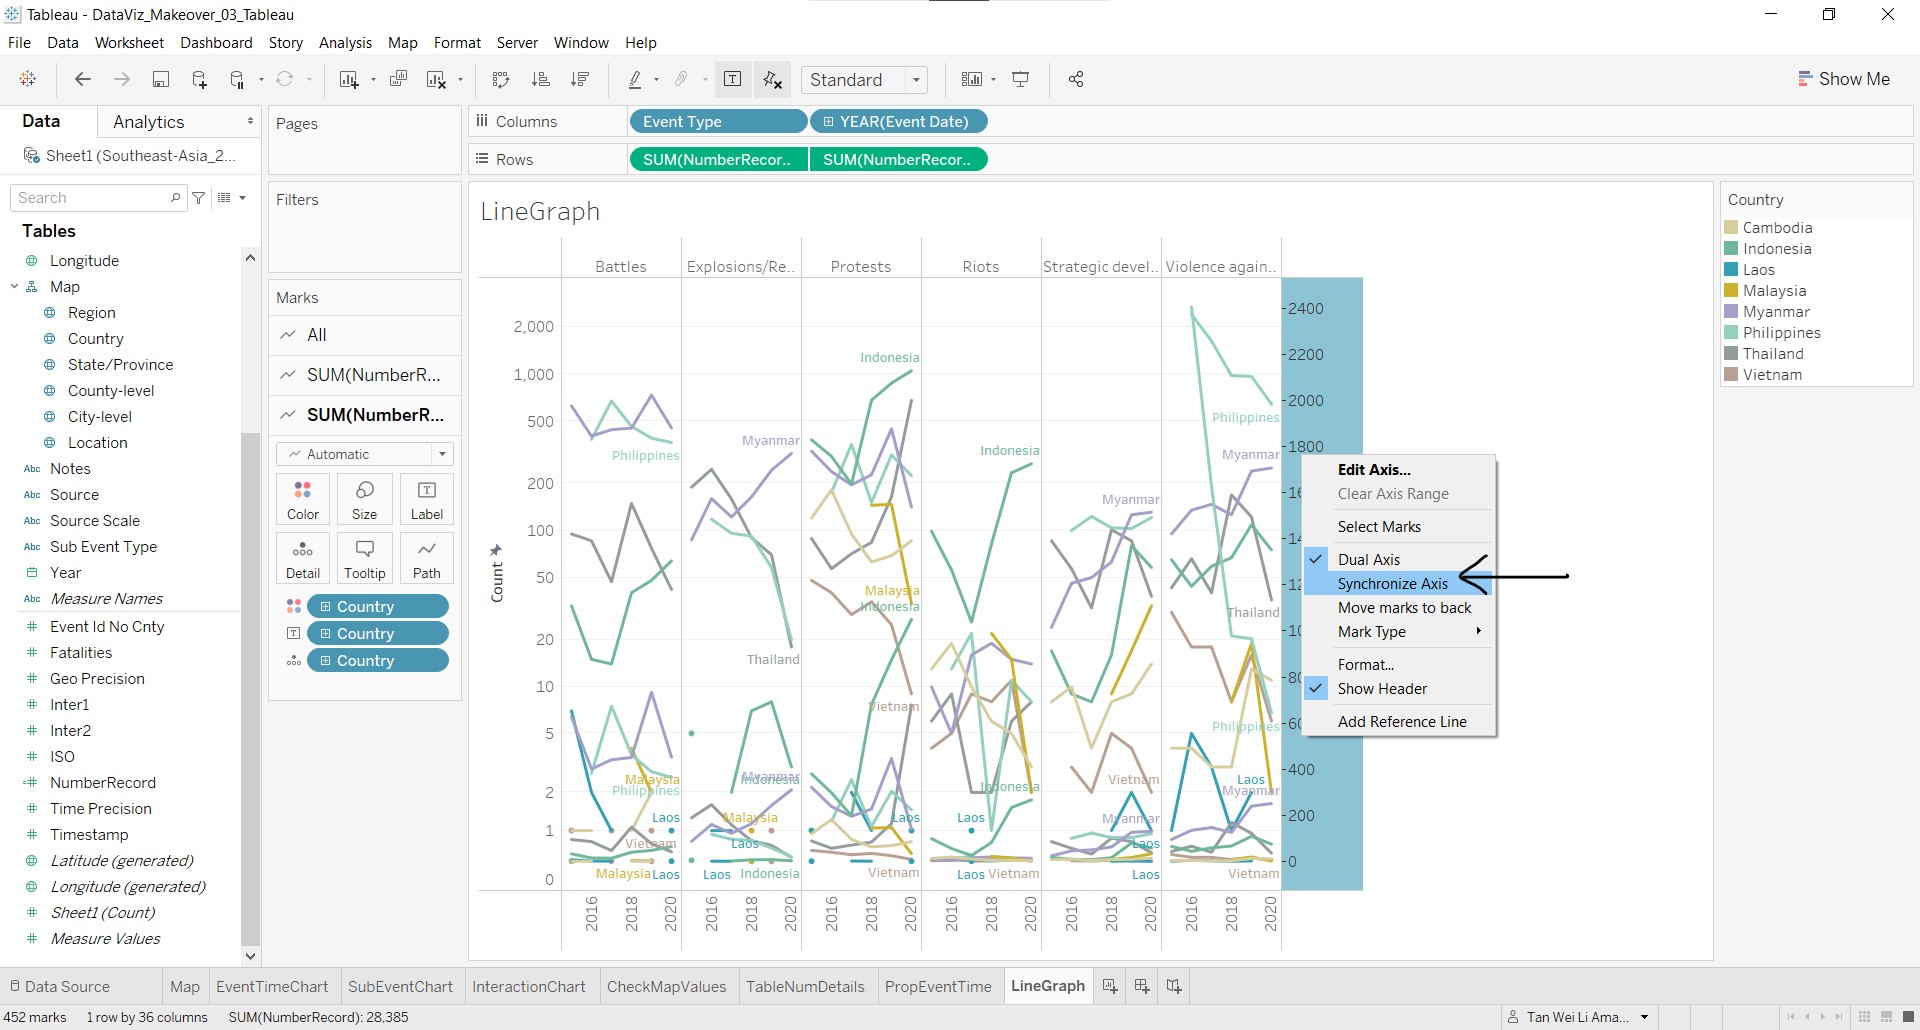 Tableau - DataViz_Makeover_03_Tableau
File Data Worksheet Dashboard Story Analysis Map Format Server Window Help
Standard
Show Me
Data Analytics
Sheet1 (Southeast-Asia_2...
Search
Tables
Longitude
Map
Region
Country
State/Province
County-level
City-level
Location
Abc Notes
Abc Source
Abc Source Scale
Abc Sub Event Type
Year
Abc Measure Names
# Event Id No Cnty
# Fatalities
# Geo Precision
# Inter1
# Inter2
# ISO
# NumberRecord
# Time Precision
# Timestamp
Latitude (generated)
Longitude (generated)
# Sheet1 (Count)
# Measure Values
Pages
Filters
Marks
All
SUM(NumberR...
SUM(NumberR...
Automatic
Color Size Label
Detail Tooltip Path
Country
Country
Country
Columns Event Type YEAR(Event Date)
Rows SUM(NumberRecor.. SUM(NumberRecor..
LineGraph
Battles Explosions/Re.. Protests Riots Strategic devel.. Violence again..
Count
2,000
1,000
500
200
100
50
20
10
5
2
1
0
Philippines
Malaysia
Philippines
Laos
Vietnam
Malaysia
Laos
Myanmar
Thailand
Myanmar
Indonesia
Malaysia
Laos
Laos
Indonesia
Indonesia
Malaysia
Indonesia
Vietnam
Laos
Vietnam
Indonesia
Indonesia
Laos
Laos
Vietnam
Myanmar
Vietnam
Myanmar
Laos
Laos
Philippines
Myanmar
Thailand
Philippines
Laos
Myanmar
Vietnam
2400
2200
2000
1800
400
200
0
2016 2018 2020 2016 2018 2020 2016 2018 2020 2016 2018 2020 2016 2018 2020 2016 2018 2020
Edit Axis...
Clear Axis Range
Select Marks
Dual Axis
Synchronize Axis
Move marks to back
Mark Type
Format...
Show Header
Add Reference Line
Country
Cambodia
Indonesia
Laos
Malaysia
Myanmar
Philippines
Thailand
Vietnam
Data Source Map EventTimeChart SubEventChart InteractionChart CheckMapValues TableNumDetails PropEventTime LineGraph
452 marks 1 row by 36 columns SUM(NumberRecord): 28,385
Tan Wei Li Ama...